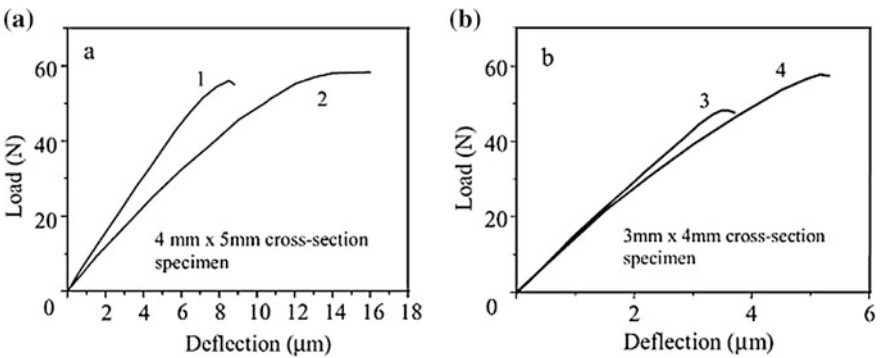 (a)
a
Load (N)
60
40
20
0
1
2
4 mm x 5mm cross-section
specimen
2 4 6 8 10 12 14 16 18
Deflection (µm)
(b)
b
Load (N)
60
40
20
0
3
4
3mm x 4mm cross-section
specimen
2 4 6
Deflection (µm)